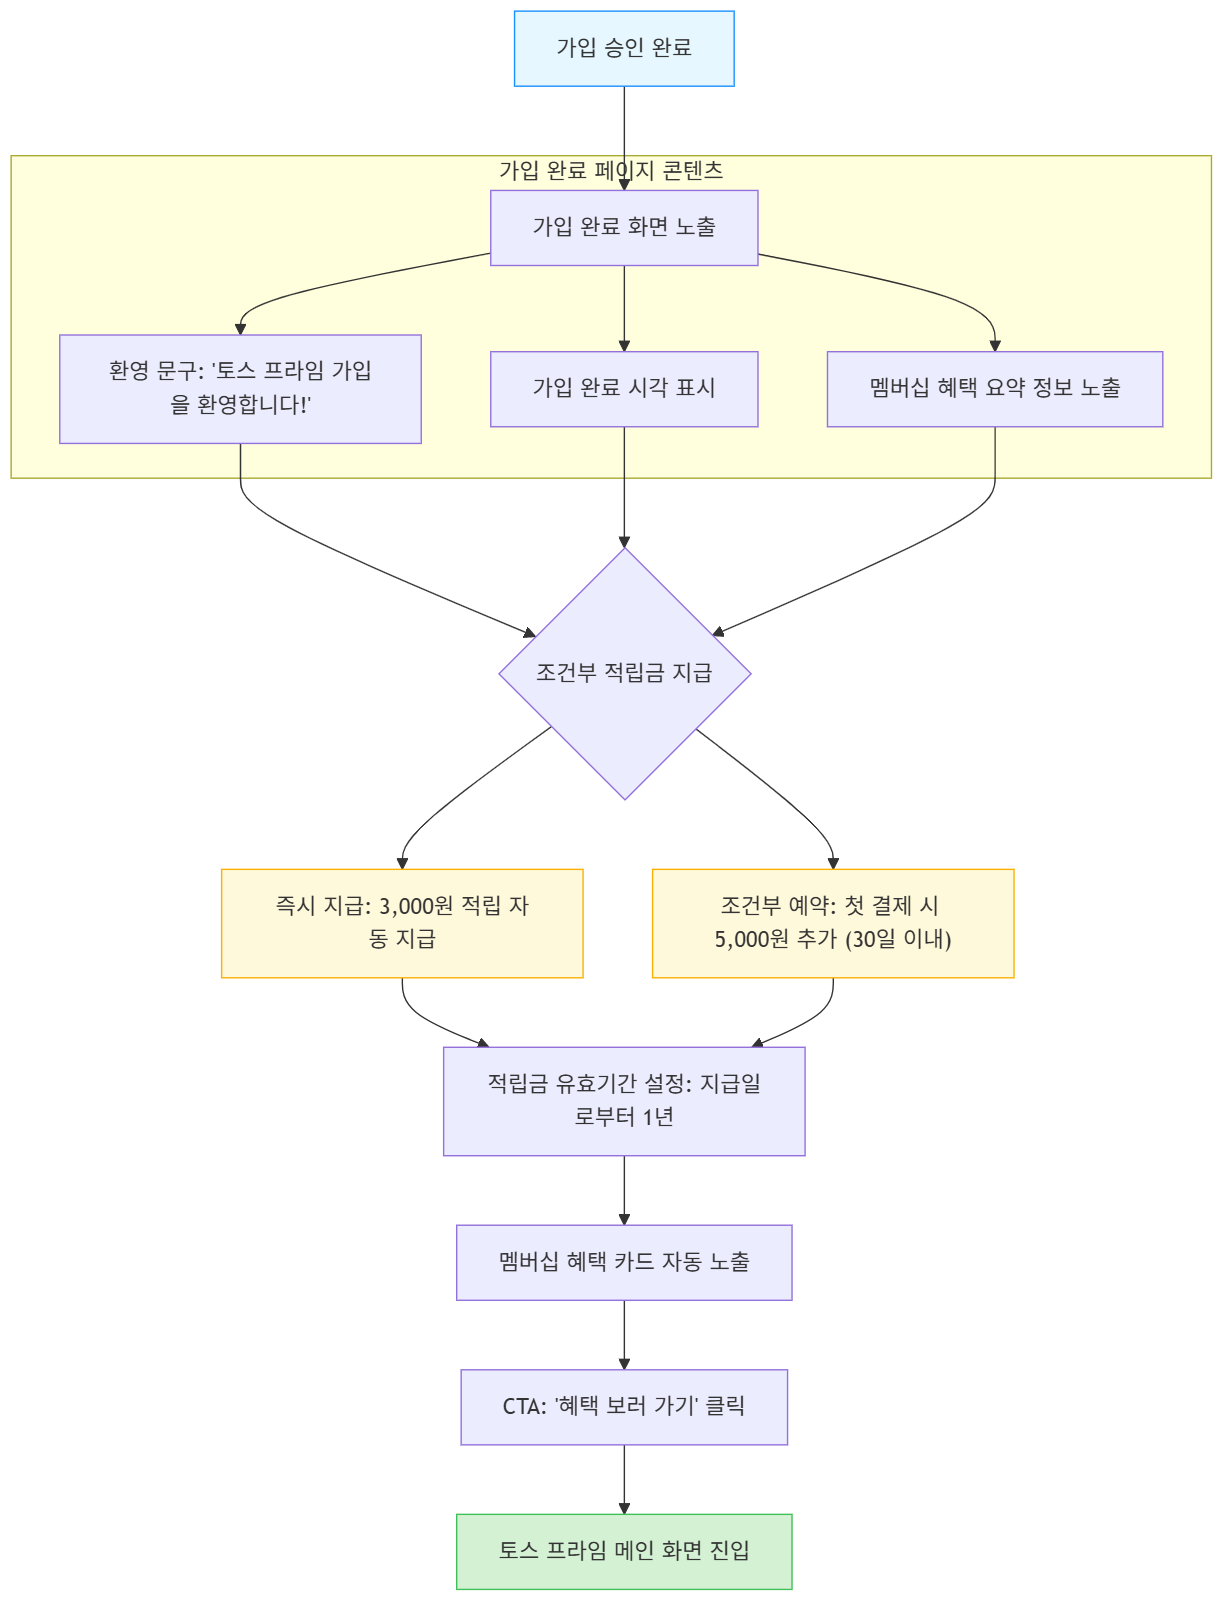 가입 승인 완료
가입 완료 페이지 콘텐츠
가입 완료 화면 노출
환영 문구: '토스 프라임 가입
을 환영합니다!'
가입 완료 시각 표시
멤버십 혜택 요약 정보 노출
조건부 적립금 지급
즉시 지급: 3,000원 적립 자
동 지급
조건부 예약: 첫 결제 시
5,000원 추가 (30일 이내)
적립금 유효기간 설정: 지급일
로부터 1년
멤버십 혜택 카드 자동 노출
CTA: '혜택 보러 가기' 클릭
토스 프라임 메인 화면 진입